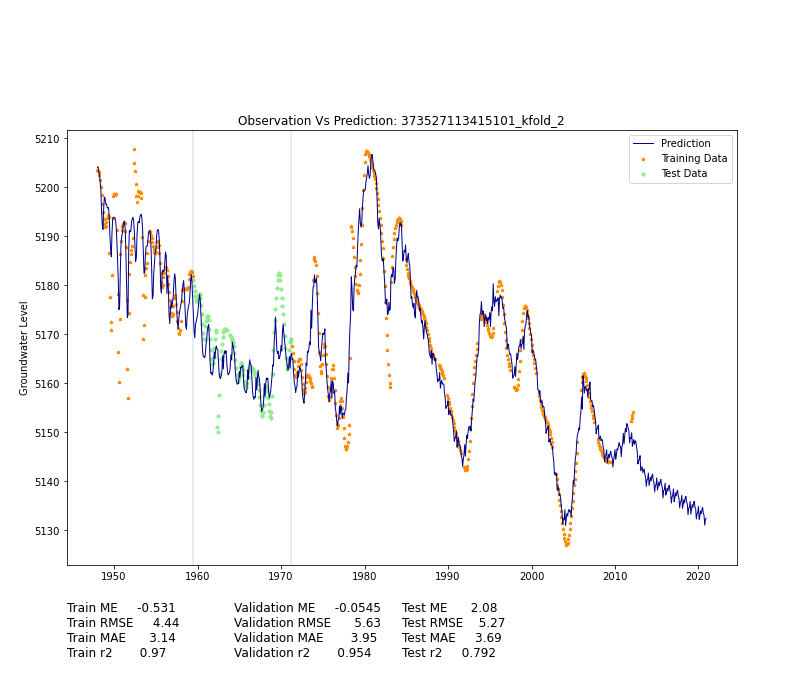 Observation Vs Prediction: 373527113415101_kfold_2
5210
5200
5190
5180
5170
5160
5150
5140
5130
Groundwater Level
Prediction
Training Data
Test Data
1950 1960 1970 1980 1990 2000 2010 2020
Train ME -0.531 Validation ME -0.0545 Test ME 2.08
Train RMSE 4.44 Validation RMSE 5.63 Test RMSE 5.27
Train MAE 3.14 Validation MAE 3.95 Test MAE 3.69
Train r2 0.97 Validation r2 0.954 Test r2 0.792